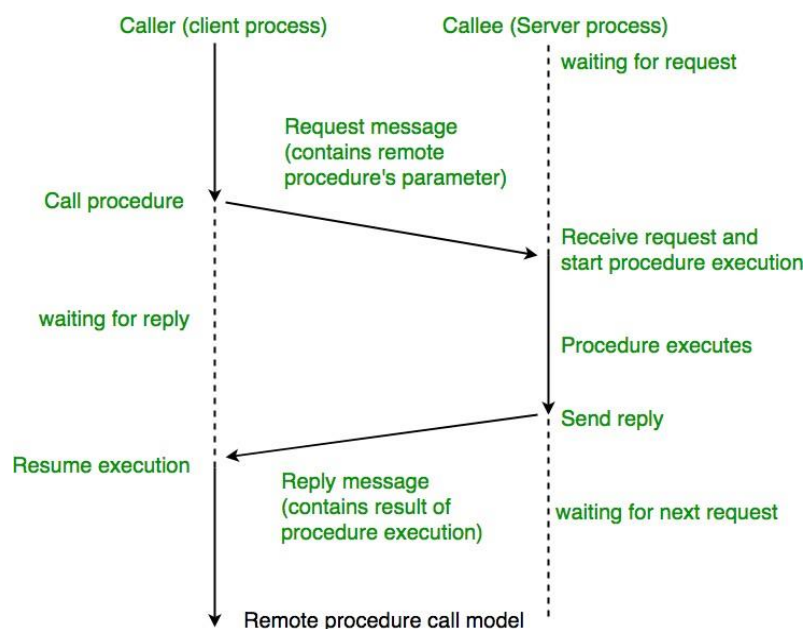 Caller (client process)
Callee (Server process)
waiting for request
Request message
(contains remote
procedure's parameter)
Call procedure
Receive request and
start procedure execution
waiting for reply
Procedure executes
Send reply
Resume execution
Reply message
(contains result of
procedure execution)
waiting for next request
Remote procedure call model